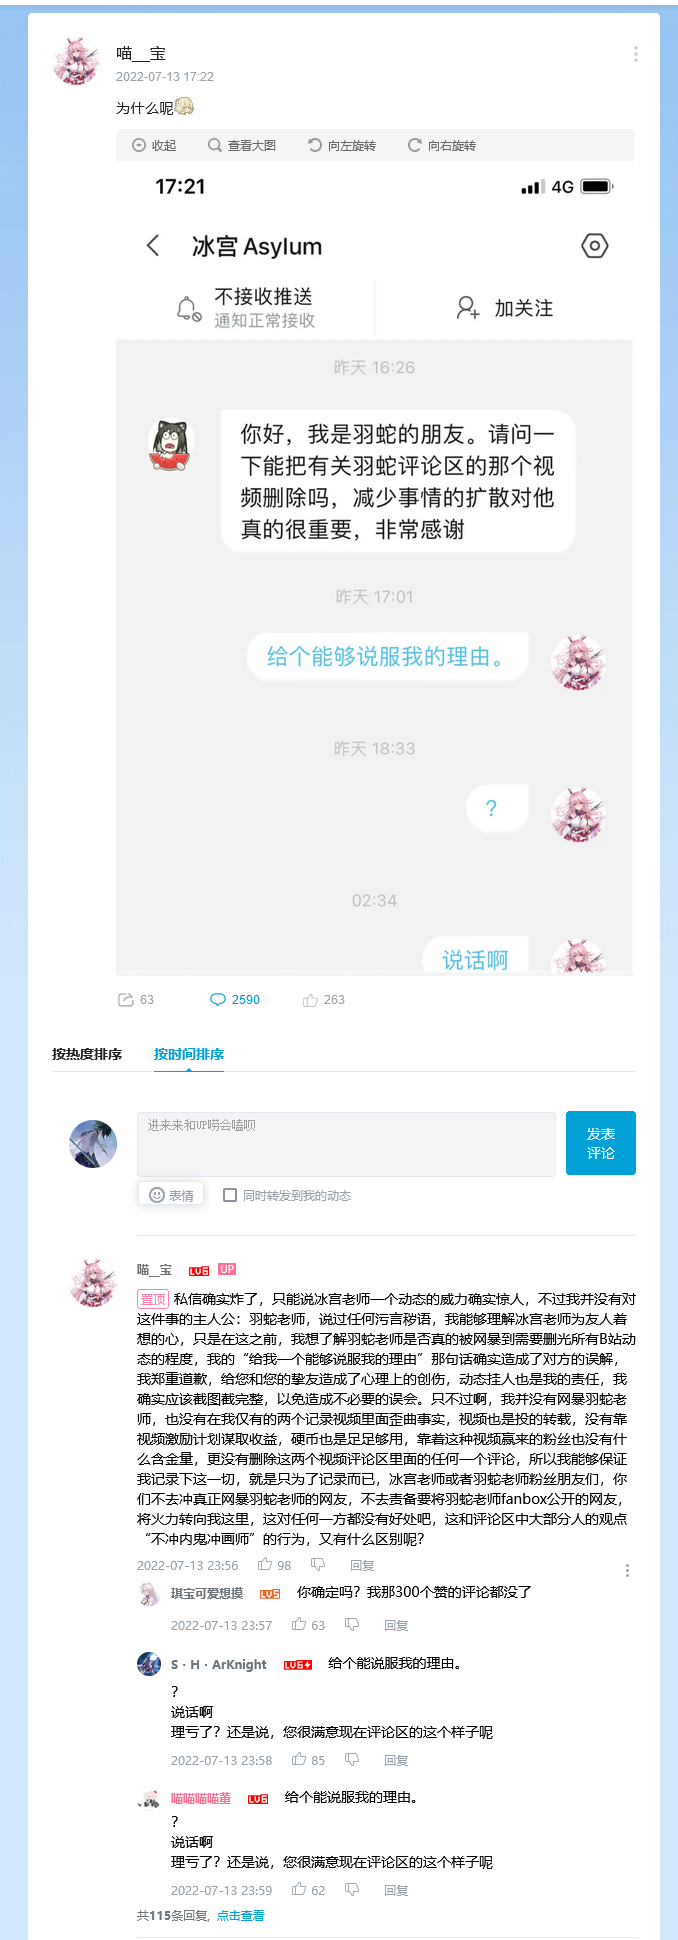 喵__宝
2022-07-13 17:22
为什么呢
收起 查看大图 向左旋转 向右旋转
17:21 4G
冰宫 Asylum
不接收推送
通知正常接收
加关注
昨天 16:26
你好，我是羽蛇的朋友。请问一
下能把有关羽蛇评论区的那个视
频删除吗，减少事情的扩散对他
真的很重要，非常感谢
昨天 17:01
给个能够说服我的理由。
昨天 18:33
?
02:34
说话啊
63 2590 263
按热度排序 按时间排序
进来来和UP唠会嗑呗
发表
评论
表情 同时转发到我的动态
喵__宝 LV6 UP
置顶 私信确实炸了，只能说冰宫老师一个动态的威力确实惊人，不过我并没有对
这件事的主人公：羽蛇老师，说过任何污言秽语，我能够理解冰宫老师为友人着
想的心，只是在这之前，我想了解羽蛇老师是否真的被网暴到需要删光所有B站动
态的程度，我的“给我一个能够说服我的理由”那句话确实造成了对方的误解，
我郑重道歉，给您和您的挚友造成了心理上的创伤，动态挂人也是我的责任，我
确实应该截图截完整，以免造成不必要的误会。只不过啊，我并没有网暴羽蛇老
师，也没有在我仅有的两个记录视频里面歪曲事实，视频也是投的转载，没有靠
视频激励计划谋取收益，硬币也是足足够用，靠着这种视频赢来的粉丝也没有什
么含金量，更没有删除这两个视频评论区里面的任何一个评论，所以我能够保证
我记录下这一切，就是只为了记录而已，冰宫老师或者羽蛇老师粉丝朋友们，你
们不去冲真正网暴羽蛇老师的网友，不去责备要将羽蛇老师fanbox公开的网友，
将火力转向我这里，这对任何一方都没有好处吧，这和评论区中大部分人的观点
“不冲内鬼冲画师”的行为，又有什么区别呢？
2022-07-13 23:56 98 回复
琪宝可爱想摸 LV5 你确定吗？我那300个赞的评论都没了
2022-07-13 23:57 63 回复
S·H·ArKnight LV6 给个能说服我的理由。
?
说话啊
理亏了？还是说，您很满意现在评论区的这个样子呢
2022-07-13 23:58 85 回复
喵喵喵喵董 LV6 给个能说服我的理由。
?
说话啊
理亏了？还是说，您很满意现在评论区的这个样子呢
2022-07-13 23:59 62 回复
共115条回复, 点击查看